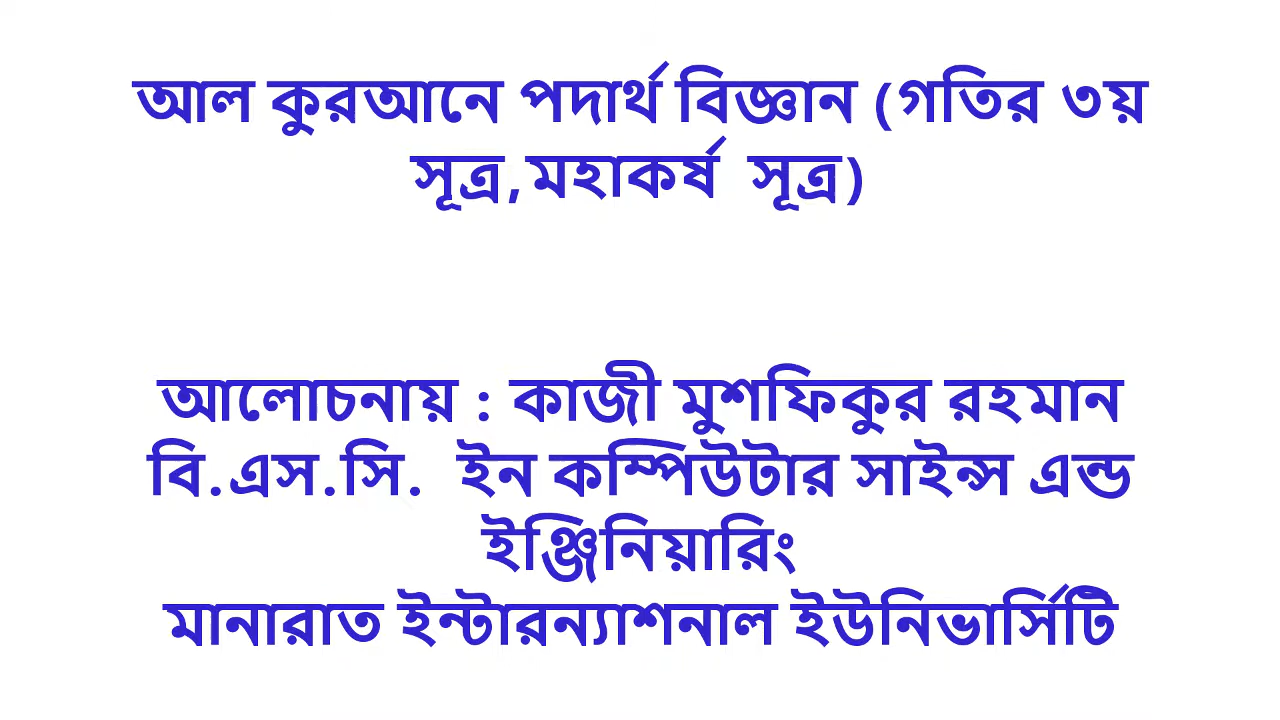 আল কুরআনে পদার্থ বিজ্ঞান (গতির ৩য়
সূত্র,মহাকর্ষ সূত্র)
আলোচনায় : কাজী মুশফিকুর রহমান
বি.এস.সি. ইন কম্পিউটার সাইন্স এন্ড
ইঞ্জিনিয়ারিং
মানারাত ইন্টারন্যাশনাল ইউনিভার্সিটি